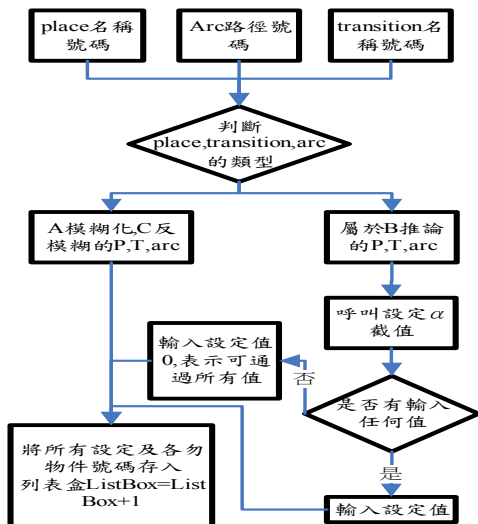 place名稱
號碼
Arc路徑號
碼
transition名
稱號碼
判斷
place,transition,arc
的類型
A模糊化,C反
模糊的P,T,arc
屬於B推論
的P,T,arc
呼叫設定α
截值
輸入設定值
0,表示可通
過所有值
否
是否有輸入
任何值
是
將所有設定及各勿
物件號碼存入
列表盒ListBox=List
Box+1
輸入設定值